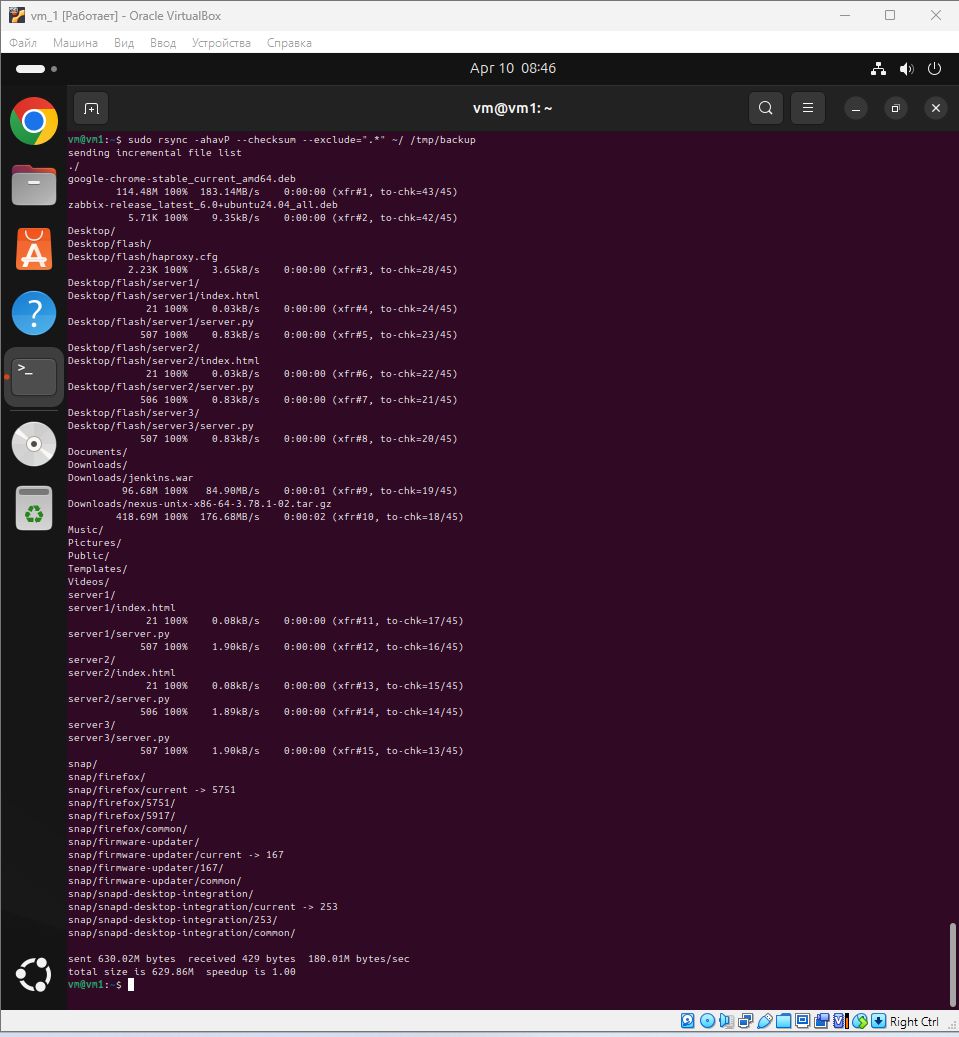 vm_1 [Работает] - Oracle VirtualBox
Файл Машина Вид Ввод Устройства Справка
Apr 10 08:46
vm@vm1: ~
vm@vm1:~$ sudo rsync -ahavP --checksum --exclude=".*" ~/ /tmp/backup
sending incremental file list
./
google-chrome-stable_current_amd64.deb
114.48M 100% 183.14MB/s 0:00:00 (xfr#1, to-chk=43/45)
zabbix-release_latest_6.0+ubuntu24.04_all.deb
5.71K 100% 9.35kB/s 0:00:00 (xfr#2, to-chk=42/45)
Desktop/
Desktop/flash/
Desktop/flash/haproxy.cfg
2.23K 100% 3.65kB/s 0:00:00 (xfr#3, to-chk=28/45)
Desktop/flash/server1/
Desktop/flash/server1/index.html
21 100% 0.03kB/s 0:00:00 (xfr#4, to-chk=24/45)
Desktop/flash/server1/server.py
507 100% 0.83kB/s 0:00:00 (xfr#5, to-chk=23/45)
Desktop/flash/server2/
Desktop/flash/server2/index.html
21 100% 0.03kB/s 0:00:00 (xfr#6, to-chk=22/45)
Desktop/flash/server2/server.py
506 100% 0.83kB/s 0:00:00 (xfr#7, to-chk=21/45)
Desktop/flash/server3/
Desktop/flash/server3/server.py
507 100% 0.83kB/s 0:00:00 (xfr#8, to-chk=20/45)
Documents/
Downloads/
Downloads/jenkins.war
96.68M 100% 84.90MB/s 0:00:01 (xfr#9, to-chk=19/45)
Downloads/nexus-unix-x86-64-3.78.1-02.tar.gz
418.69M 100% 176.68MB/s 0:00:02 (xfr#10, to-chk=18/45)
Music/
Pictures/
Public/
Templates/
Videos/
server1/
server1/index.html
21 100% 0.08kB/s 0:00:00 (xfr#11, to-chk=17/45)
server1/server.py
507 100% 1.90kB/s 0:00:00 (xfr#12, to-chk=16/45)
server2/
server2/index.html
21 100% 0.08kB/s 0:00:00 (xfr#13, to-chk=15/45)
server2/server.py
506 100% 1.89kB/s 0:00:00 (xfr#14, to-chk=14/45)
server3/
server3/server.py
507 100% 1.90kB/s 0:00:00 (xfr#15, to-chk=13/45)
snap/
snap/firefox/
snap/firefox/current -> 5751
snap/firefox/5751/
snap/firefox/5917/
snap/firefox/common/
snap/firmware-updater/
snap/firmware-updater/current -> 167
snap/firmware-updater/167/
snap/firmware-updater/common/
snap/snapd-desktop-integration/
snap/snapd-desktop-integration/current -> 253
snap/snapd-desktop-integration/253/
snap/snapd-desktop-integration/common/
sent 630.02M bytes received 429 bytes 180.01M bytes/sec
total size is 629.86M speedup is 1.00
vm@vm1:~$
Right Ctrl